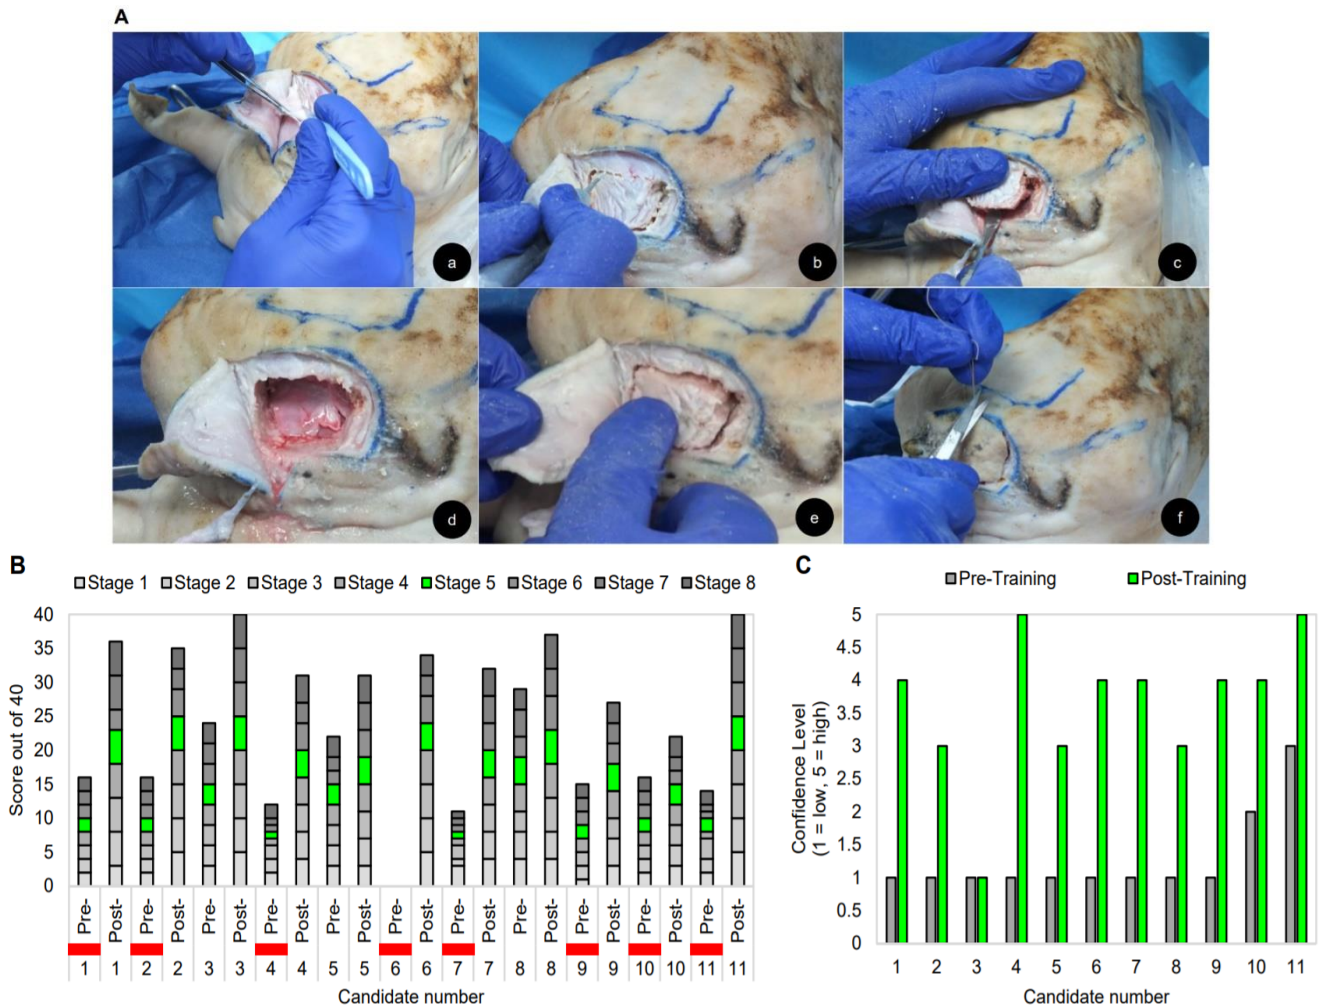 A
a
b
c
d
e
f
B
Stage 1 Stage 2 Stage 3 Stage 4 Stage 5 Stage 6 Stage 7 Stage 8
Score out of 40
40
35
30
25
20
15
10
5
0
Pre- Post- Pre- Post- Pre- Post- Pre- Post- Pre- Post- Pre- Post- Pre- Post- Pre- Post- Pre- Post- Pre- Post- Pre- Post-
1 1 2 2 3 3 4 4 5 5 6 6 7 7 8 8 9 9 10 10 11 11
Candidate number
C
Pre-Training Post-Training
Confidence Level
(1 = low, 5 = high)
5
4.5
4
3.5
3
2.5
2
1.5
1
0.5
0
1 2 3 4 5 6 7 8 9 10 11
Candidate number